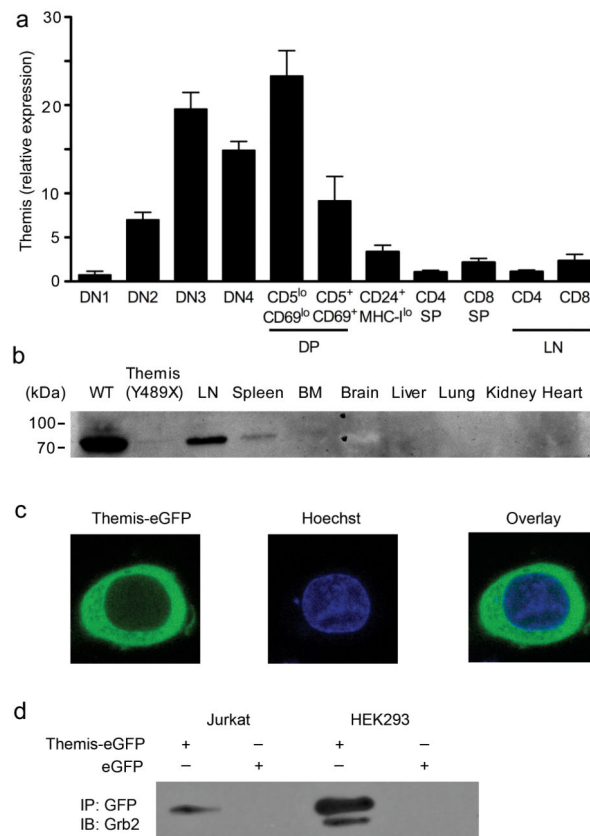 a
Themis (relative expression)
30
20
10
5
0
DN1 DN2 DN3 DN4 CD5lo CD5+ CD24+ CD4 CD8 CD4 CD8
CD69lo CD69+ MHC-Ilo SP SP
DP LN
b
Themis
(kDa) WT (Y489X) LN Spleen BM Brain Liver Lung Kidney Heart
100-
70-
c
Themis-eGFP Hoechst Overlay
d
Jurkat HEK293
Themis-eGFP + – + –
eGFP – + – +
IP: GFP
IB: Grb2